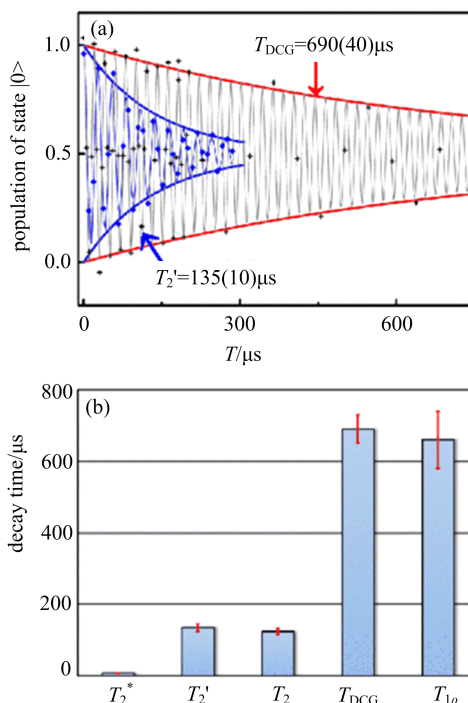 (a)
T_DCG=690(40)μs
1.0
0.5
0.0
population of state |0⟩
T_2'=135(10)μs
0
300
600
T/μs
(b)
800
600
400
200
0
decay time/μs
T_2^*
T_2'
T_2
T_DCG
T_1ρ